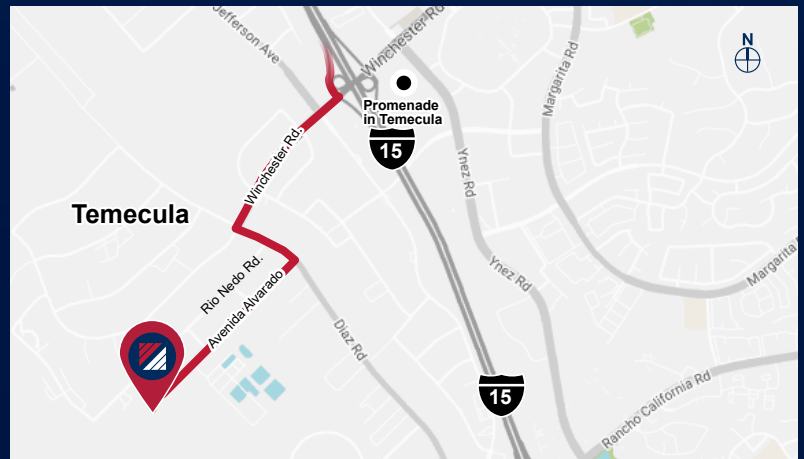 Jefferson Ave
Winchester Rd
N
Margarita Rd
Promenade
in Temecula
15
Winchester Rd.
Ynez Rd
Temecula
Rio Nedo Rd.
Avenida Alvarado
Ynez Rd
Margarita Rd
Diaz Rd
15
Rancho California Rd